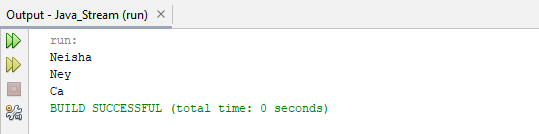 Output - Java_Stream (run) ×
run:
Neisha
Ney
Ca
BUILD SUCCESSFUL (total time: 0 seconds)